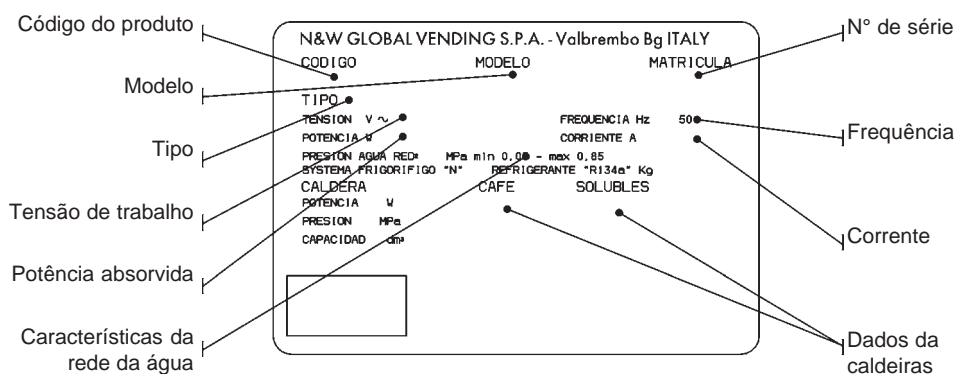 Código do produto
Modelo
Tipo
Tensão de trabalho
Potência absorvida
Características da
rede da água
N&W GLOBAL VENDING S.P.A. - Valbrembo Bg ITALY
CODIGO MODELO MATRICULA
TIPO
TENSION V ~ FREQUENCIA Hz 50
POTENCIA W CORRIENTE A
PRESION AGUA RED: MPa min 0,05 - max 0,85
SYSTEMA FRIGORIFIGO "N" REFRIGERANTE "R134a" Kg
CALDERA CAFE SOLUBLES
POTENCIA W
PRESION MPa
CAPACIDAD dm³
N° de série
Frequência
Corrente
Dados da
caldeiras